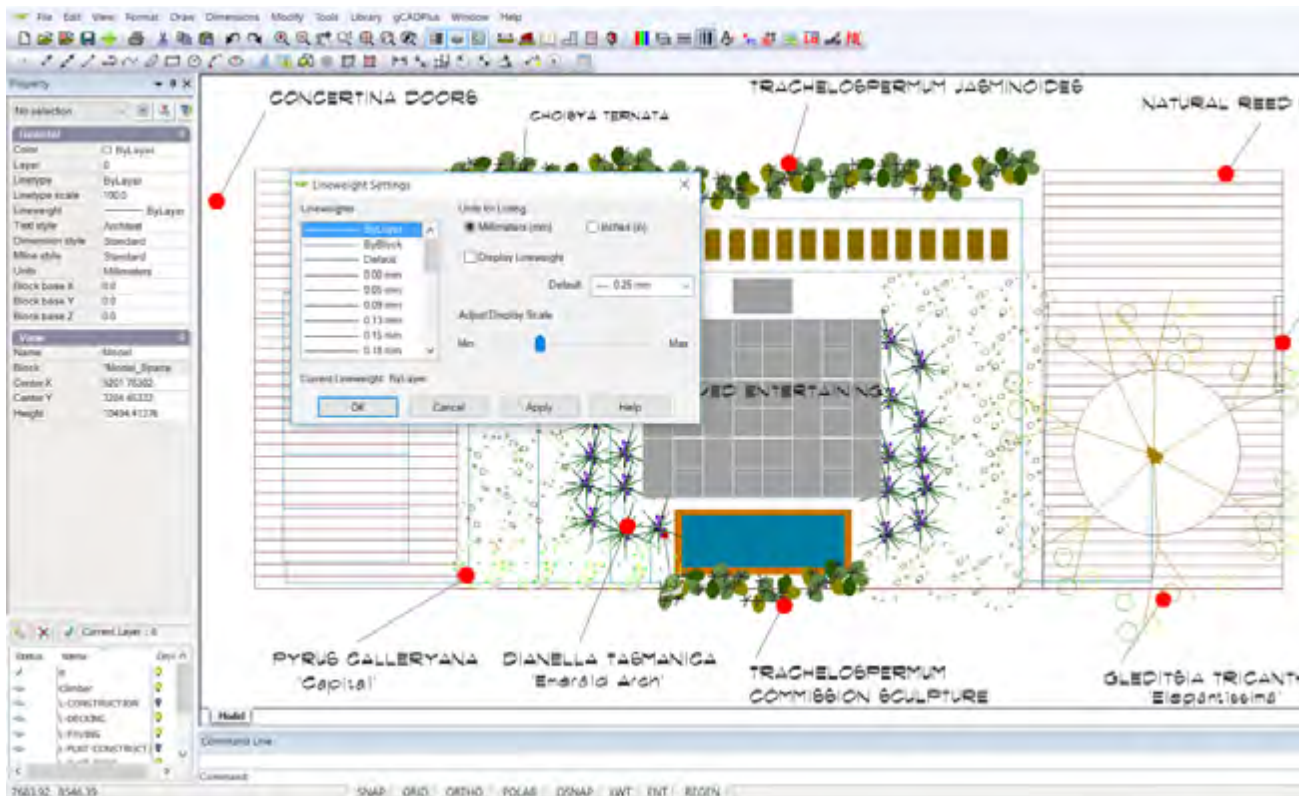 File Edit View Format Draw Dimensions Modify Tools Library gCADPlus Window Help
Property
No selection
General
Color ByLayer
Layer 0
Linetype ByLayer
Linetype scale 100.0
Lineweight ByLayer
Text style Architext
Dimension style Standard
Mline style Standard
Units Millimeters
Block base X 0.0
Block base Y 0.0
Block base Z 0.0
View
Name Model
Block *Model_Space
Center X
Center Y
Height
Current Layer : 0
Status Name
0
Climber
L-CONSTRUCTION
L-DECKING
L-PAVING
L-PLNT CONSTRUCT
CONCERTINA DOORS
CHOISYA TERNATA
TRACHELOSPERMUM JASMINOIDES
NATURAL REED
Lineweight Settings
Lineweights
ByLayer
ByBlock
Default
0.00 mm
0.05 mm
0.09 mm
0.13 mm
0.15 mm
0.18 mm
Units for Listing
Millimeters (mm) Inches (in)
Display Lineweight
Default 0.25 mm
Adjust Display Scale
Min Max
Current Lineweight: ByLayer
OK Cancel Apply Help
VED ENTERTAINING
PYRUS CALLERYANA
'Capital'
DIANELLA TASMANICA
'Emerald Arch'
TRACHELOSPERMUM
COMMISSION SCULPTURE
GLEDITSIA TRICANT
'Elegantissima'
Model
Command Line
Command:
7683.92, 8546.39 SNAP GRID ORTHO POLAR OSNAP LWT ENT REGEN